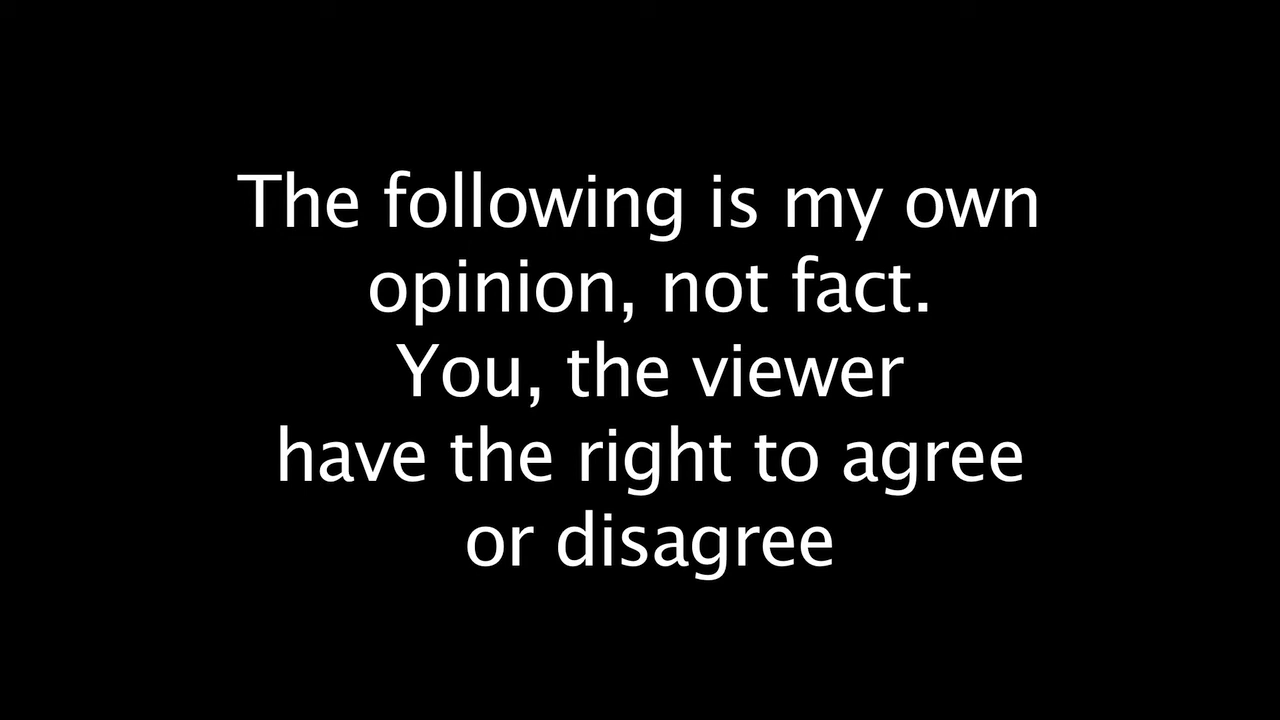 The following is my own
opinion, not fact.
You, the viewer
have the right to agree
or disagree